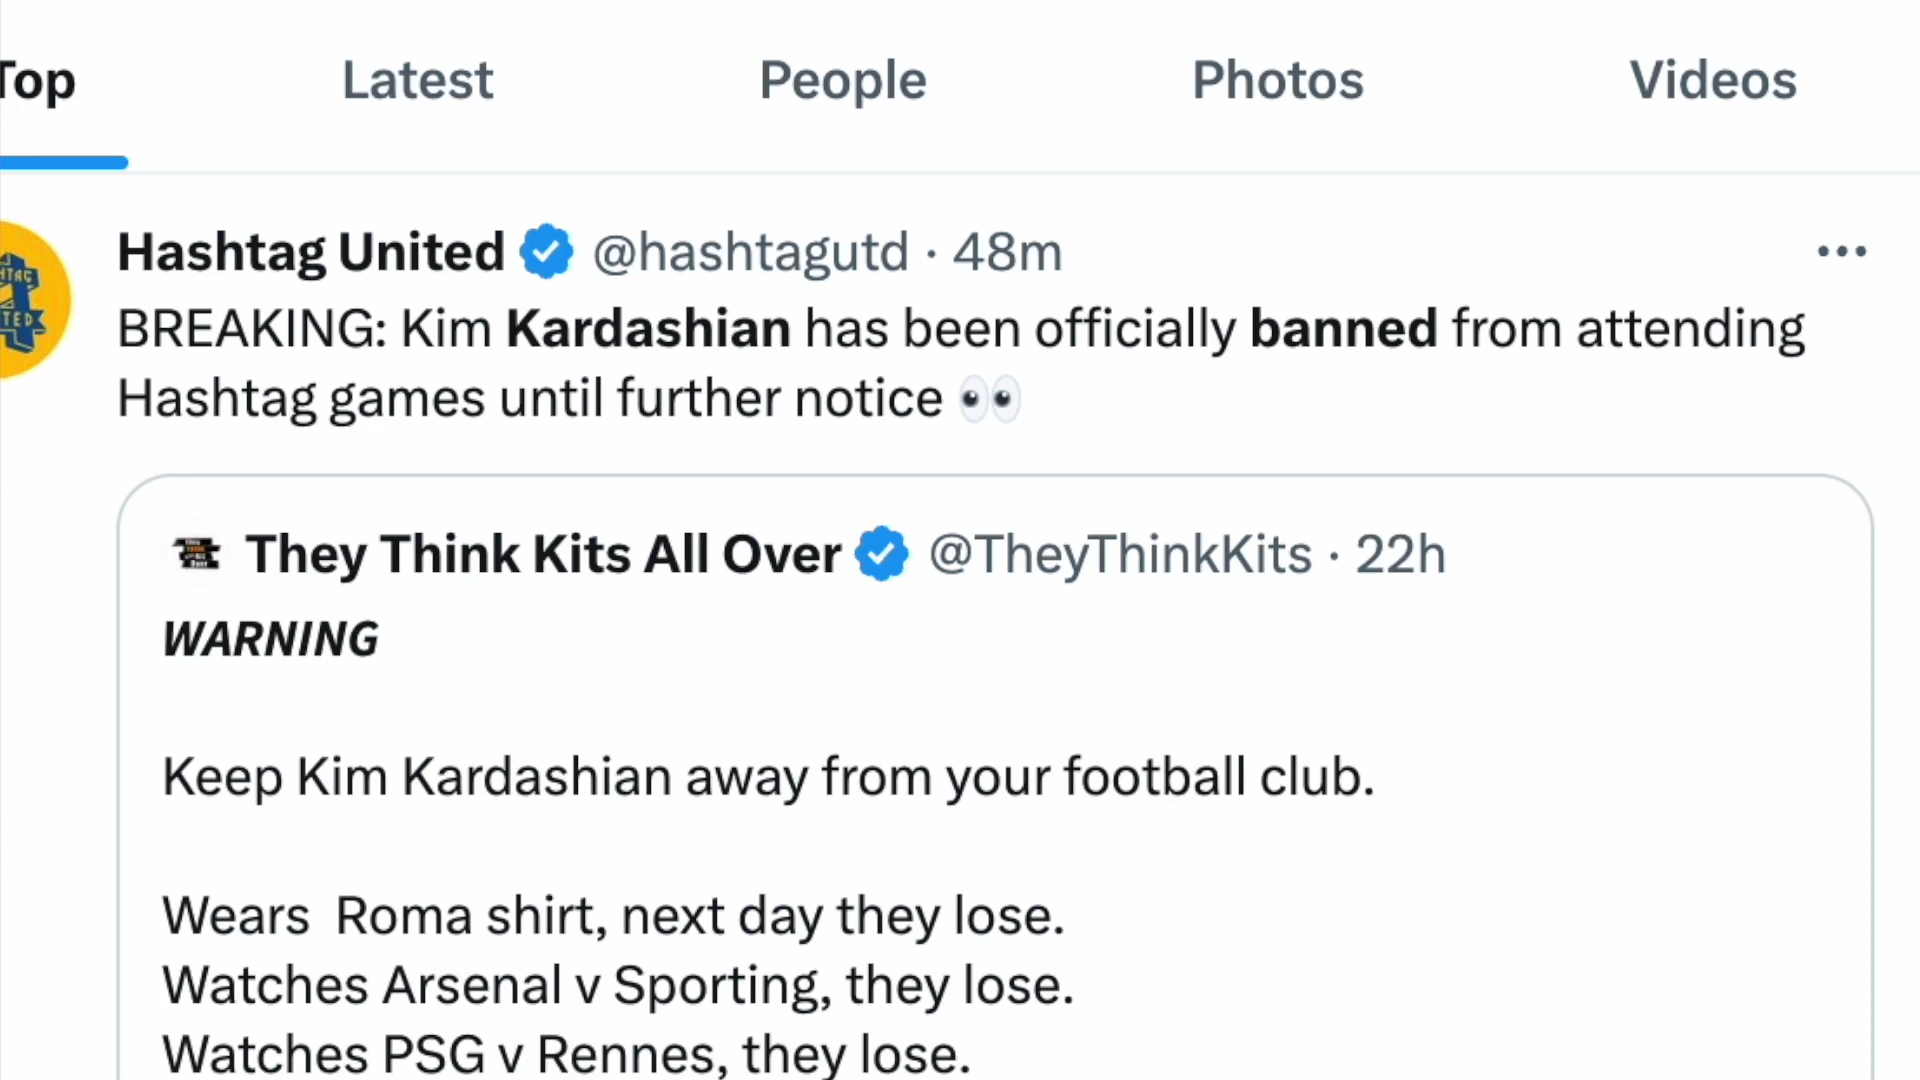 Top Latest People Photos Videos
Hashtag United @hashtagutd · 48m
BREAKING: Kim Kardashian has been officially banned from attending
Hashtag games until further notice 👀
They Think Kits All Over @TheyThinkKits · 22h
WARNING
Keep Kim Kardashian away from your football club.
Wears  Roma shirt, next day they lose.
Watches Arsenal v Sporting, they lose.
Watches PSG v Rennes, they lose.